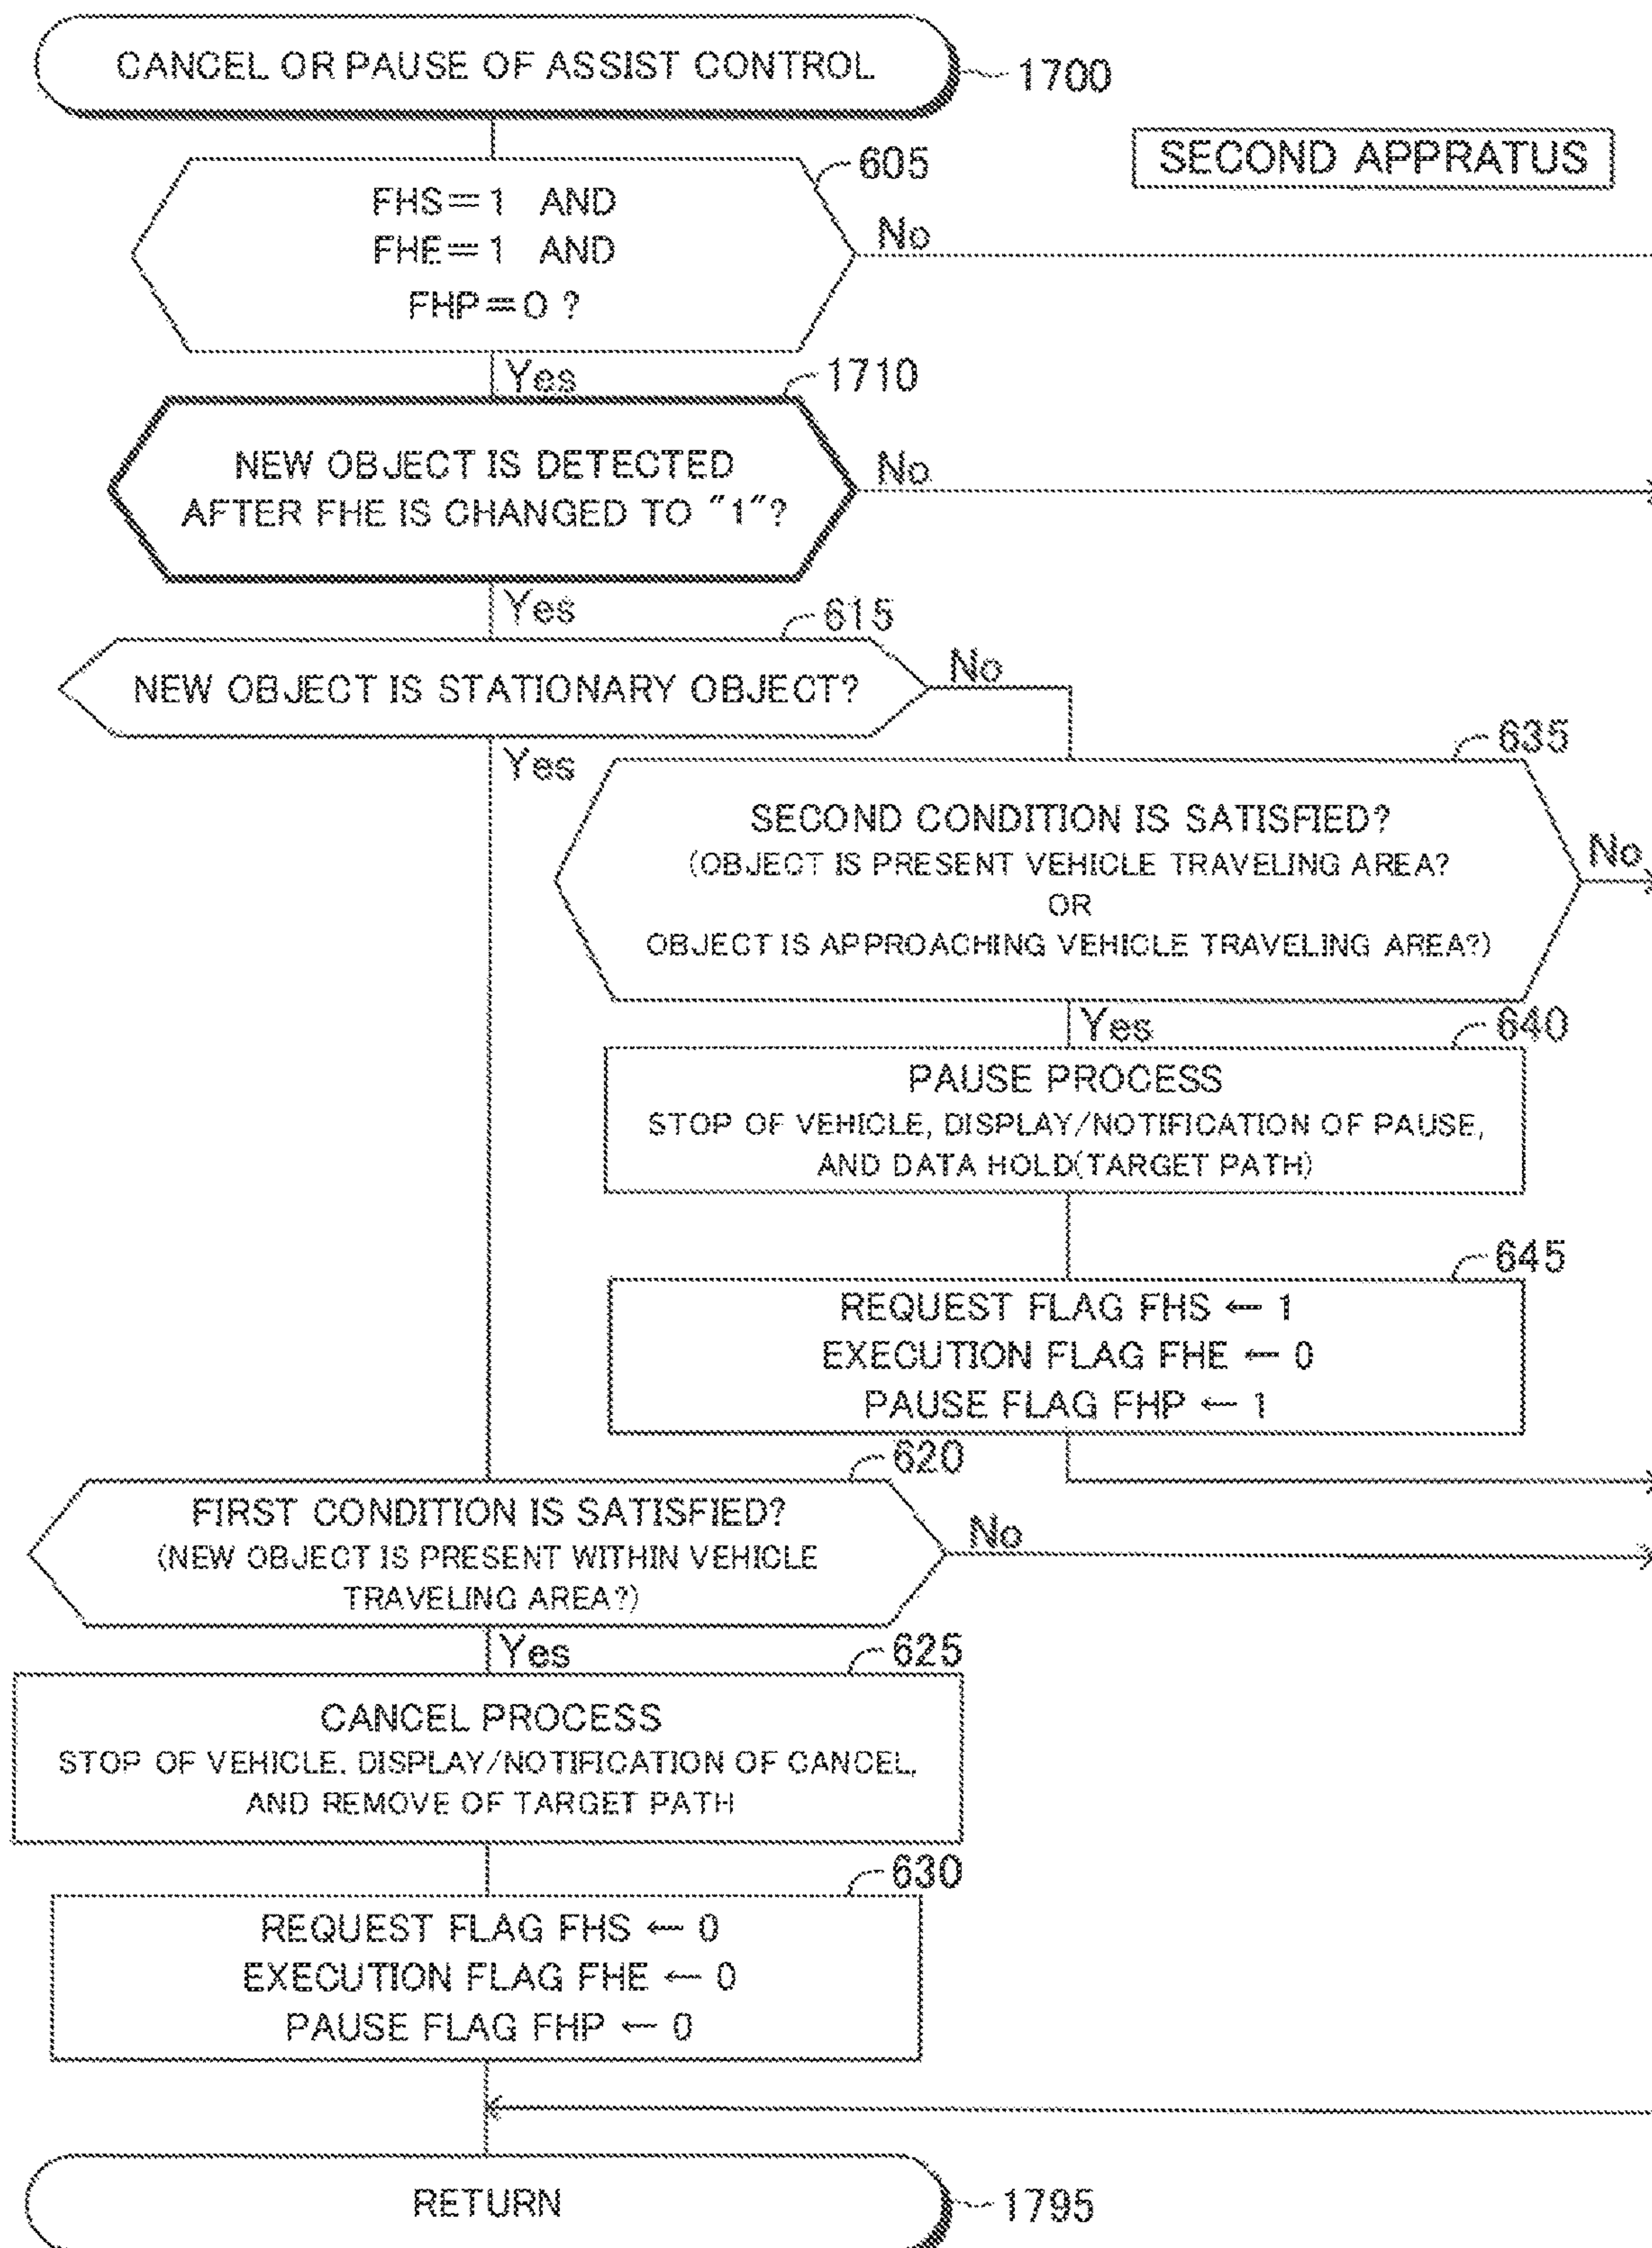 CANCEL OR PAUSE OF ASSIST CONTROL
1700
SECOND APPRATUS
605
FHS=1 AND
FHE=1 AND
FHP=0 ?
No
Yes
1710
NEW OBJECT IS DETECTED
AFTER FHE IS CHANGED TO "1"?
No
Yes
615
NEW OBJECT IS STATIONARY OBJECT?
No
Yes
635
SECOND CONDITION IS SATISFIED?
(OBJECT IS PRESENT VEHICLE TRAVELING AREA?
OR
OBJECT IS APPROACHING VEHICLE TRAVELING AREA?)
No
Yes
640
PAUSE PROCESS
STOP OF VEHICLE, DISPLAY/NOTIFICATION OF PAUSE,
AND DATA HOLD(TARGET PATH)
645
REQUEST FLAG FHS ← 1
EXECUTION FLAG FHE ← 0
PAUSE FLAG FHP ← 1
620
FIRST CONDITION IS SATISFIED?
(NEW OBJECT IS PRESENT WITHIN VEHICLE
TRAVELING AREA?)
No
Yes
625
CANCEL PROCESS
STOP OF VEHICLE. DISPLAY/NOTIFICATION OF CANCEL,
AND REMOVE OF TARGET PATH
630
REQUEST FLAG FHS ← 0
EXECUTION FLAG FHE ← 0
PAUSE FLAG FHP ← 0
RETURN
1795